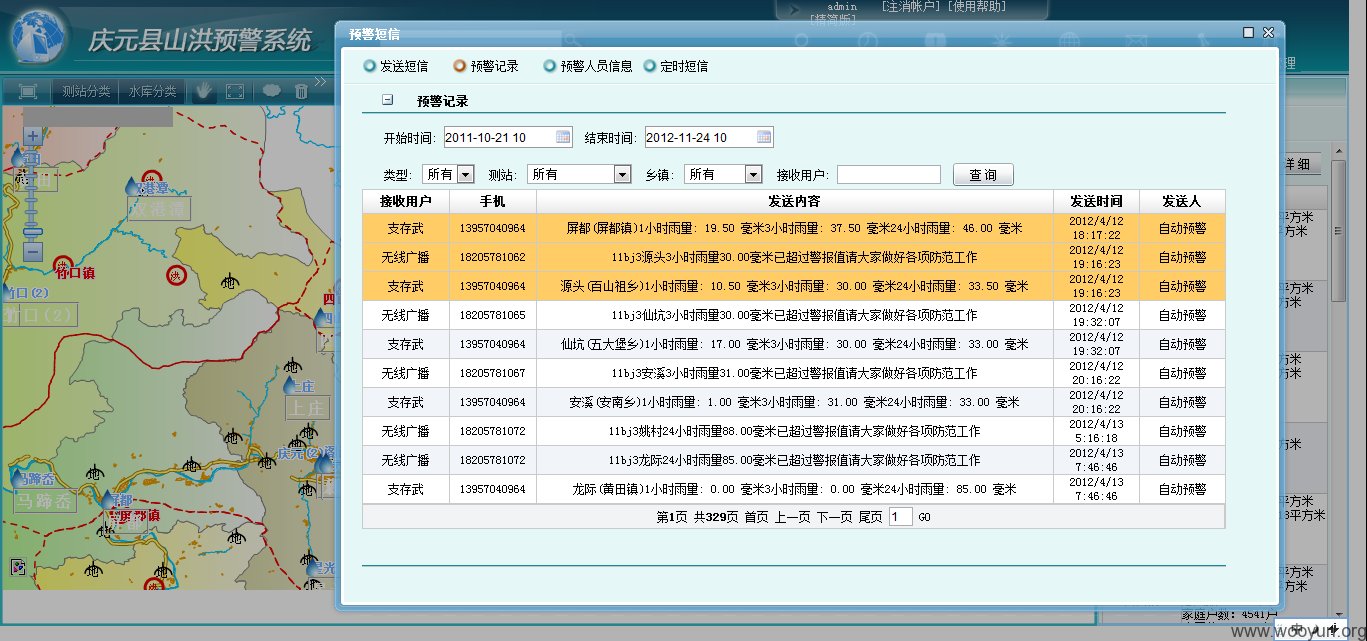 admin [注消帐户] [使用帮助]
[精简版]
庆元县山洪预警系统
测站分类 水库分类
预警短信
发送短信 预警记录 预警人员信息 定时短信
预警记录
开始时间: 2011-10-21 10 结束时间: 2012-11-24 10
类型: 所有 测站: 所有 乡镇: 所有 接收用户: 查询
接收用户 手机 发送内容 发送时间 发送人
支存武 13957040964 屏都(屏都镇)1小时雨量: 19.50 毫米3小时雨量: 37.50 毫米24小时雨量: 46.00 毫米 2012/4/12 18:17:22 自动预警
无线广播 18205781062 11bj3源头3小时雨量30.00毫米已超过警报值请大家做好各项防范工作 2012/4/12 19:16:23 自动预警
支存武 13957040964 源头(百山祖乡)1小时雨量: 10.50 毫米3小时雨量: 30.00 毫米24小时雨量: 33.50 毫米 2012/4/12 19:16:23 自动预警
无线广播 18205781065 11bj3仙坑3小时雨量30.00毫米已超过警报值请大家做好各项防范工作 2012/4/12 19:32:07 自动预警
支存武 13957040964 仙坑(五大堡乡)1小时雨量: 17.00 毫米3小时雨量: 30.00 毫米24小时雨量: 33.00 毫米 2012/4/12 19:32:07 自动预警
无线广播 18205781067 11bj3安溪3小时雨量31.00毫米已超过警报值请大家做好各项防范工作 2012/4/12 20:16:22 自动预警
支存武 13957040964 安溪(安南乡)1小时雨量: 1.00 毫米3小时雨量: 31.00 毫米24小时雨量: 33.00 毫米 2012/4/12 20:16:22 自动预警
无线广播 18205781072 11bj3姚村24小时雨量88.00毫米已超过警报值请大家做好各项防范工作 2012/4/13 5:16:18 自动预警
无线广播 18205781072 11bj3龙际24小时雨量85.00毫米已超过警报值请大家做好各项防范工作 2012/4/13 7:46:46 自动预警
支存武 13957040964 龙际(黄田镇)1小时雨量: 0.00 毫米3小时雨量: 0.00 毫米24小时雨量: 85.00 毫米 2012/4/13 7:46:46 自动预警
第1页 共329页 首页 上一页 下一页 尾页 1 GO
竹口镇
竹口(2)
上庄
上庄
庆元(2
马蹄岙
马蹄岙
屏都
屏都镇
理
详细
平方米
平方米
平方米
3平方米
平方米
家庭户数: 4541户
www.wooyun.org